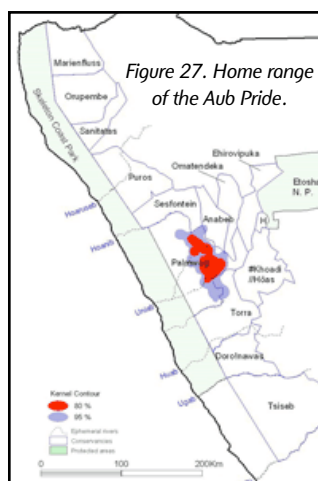 Figure 27. Home range
of the Aub Pride.
Marienfluss
Orupembe
Skeleton Coast Park
Sanitatas
Ehirovipuka
Omatendeka
Puros
Etosha
N. P.
Hoarusib
Sesfontein
Anabeb
H
Hoanib
Palmwag
#Khoadi
//Hôas
Uniab
Torra
Doro!nawas
Huab
Ugab
Tsiseb
Kernel Contour
80 %
95 %
Ephemeral rivers
Conservancies
Protected areas
0 100 200Km